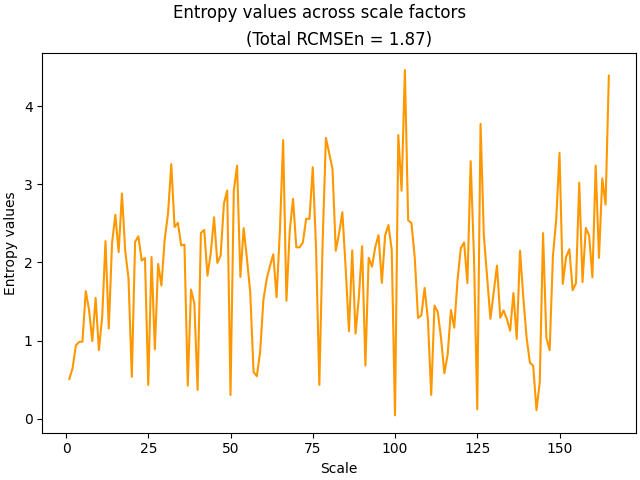 Entropy values across scale factors
(Total RCMSEn = 1.87)
4
3
2
1
0
Entropy values
0 25 50 75 100 125 150
Scale